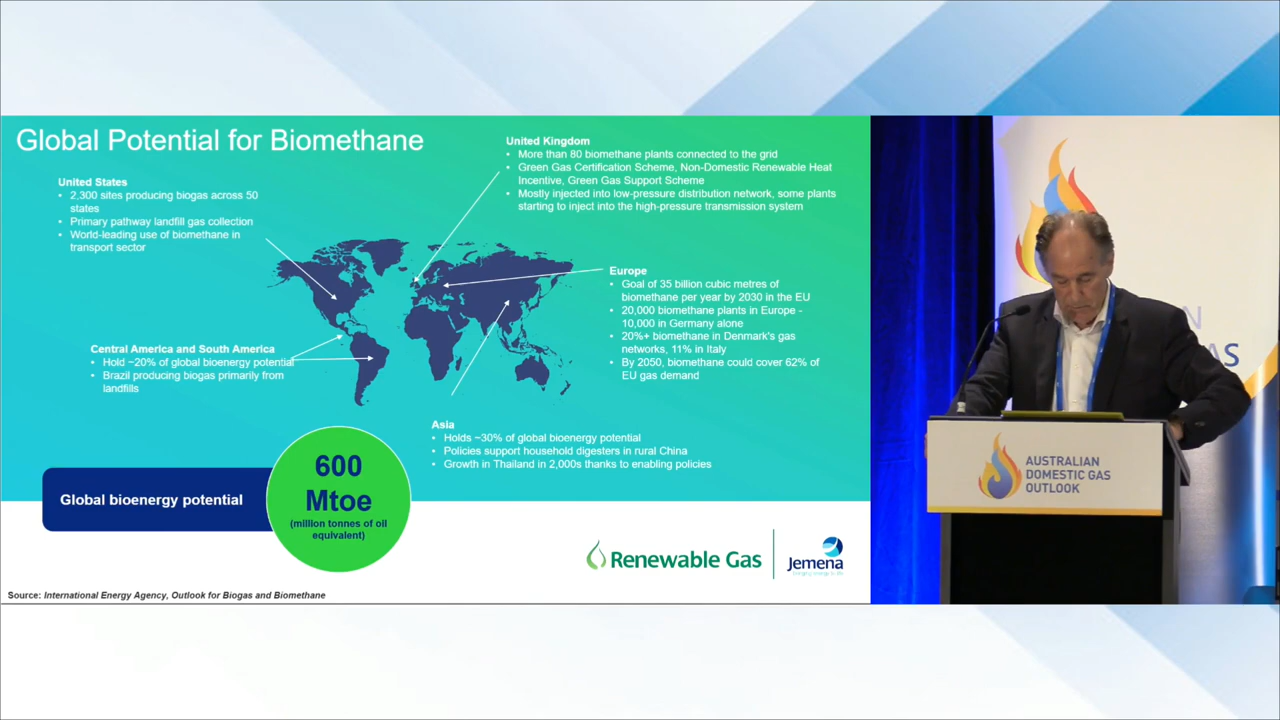 Global Potential for Biomethane
United States
• 2,300 sites producing biogas across 50
states
• Primary pathway landfill gas collection
• World-leading use of biomethane in
transport sector
United Kingdom
• More than 80 biomethane plants connected to the grid
• Green Gas Certification Scheme, Non-Domestic Renewable Heat
Incentive, Green Gas Support Scheme
• Mostly injected into low-pressure distribution network, some plants
starting to inject into the high-pressure transmission system
Europe
• Goal of 35 billion cubic metres of
biomethane per year by 2030 in the EU
• 20,000 biomethane plants in Europe -
10,000 in Germany alone
• 20%+ biomethane in Denmark's gas
networks, 11% in Italy
• By 2050, biomethane could cover 62% of
EU gas demand
Central America and South America
• Hold ~20% of global bioenergy potential
• Brazil producing biogas primarily from
landfills
Asia
• Holds ~30% of global bioenergy potential
• Policies support household digesters in rural China
• Growth in Thailand in 2,000s thanks to enabling policies
Global bioenergy potential
600
Mtoe
(million tonnes of oil
equivalent)
Renewable Gas
Jemena
Source: International Energy Agency, Outlook for Biogas and Biomethane
AUSTRALIAN
DOMESTIC GAS
OUTLOOK